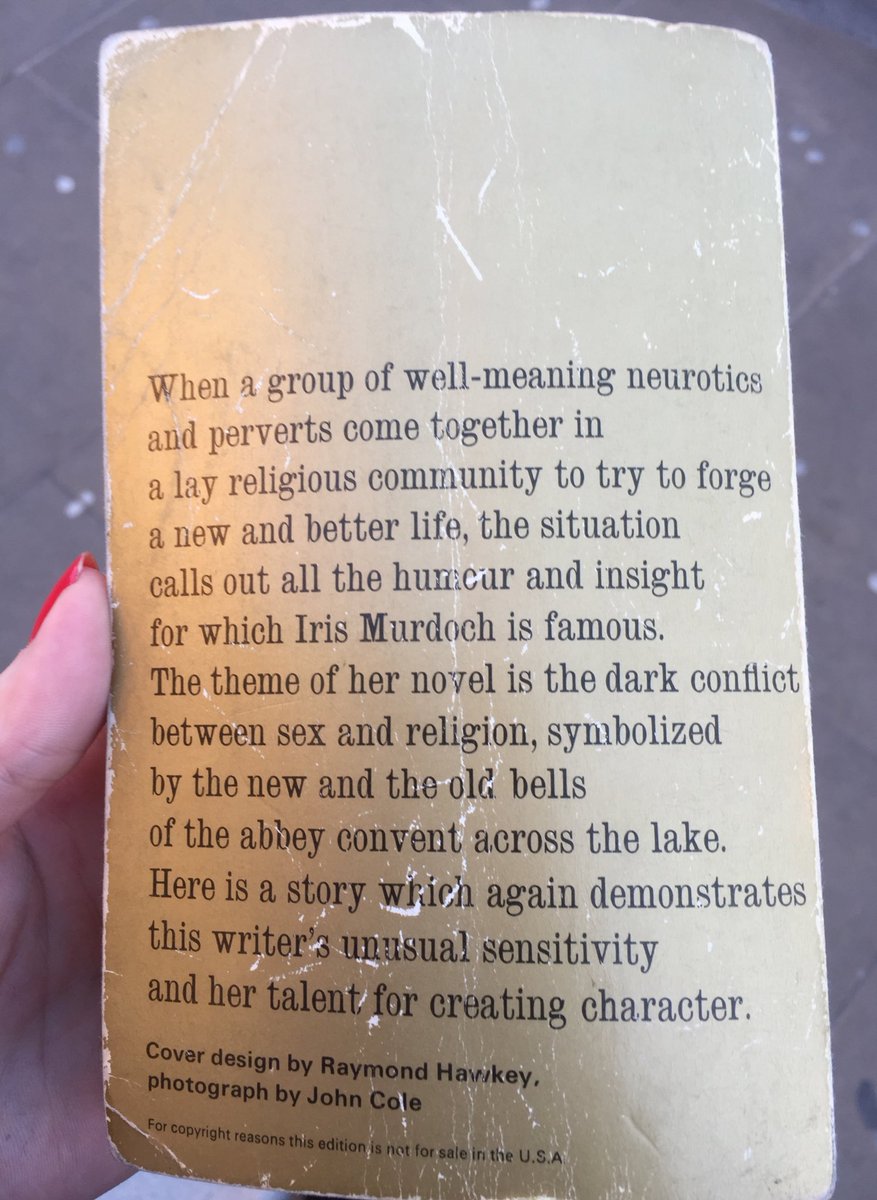 When a group of well-meaning neurotics
and perverts come together in
a lay religious community to try to forge
a new and better life, the situation
calls out all the humour and insight
for which Iris Murdoch is famous.
The theme of her novel is the dark conflict
between sex and religion, symbolized
by the new and the old bells
of the abbey convent across the lake.
Here is a story which again demonstrates
this writer's unusual sensitivity
and her talent for creating character.
Cover design by Raymond Hawkey,
photograph by John Cole
For copyright reasons this edition is not for sale in the U.S.A